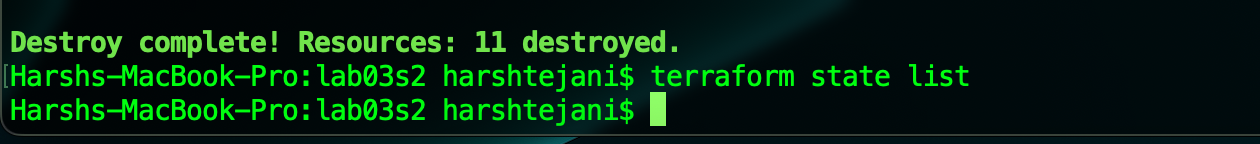 Destroy complete! Resources: 11 destroyed.
[Harshs-MacBook-Pro:lab03s2 harshtejani$ terraform state list
Harshs-MacBook-Pro:lab03s2 harshtejani$